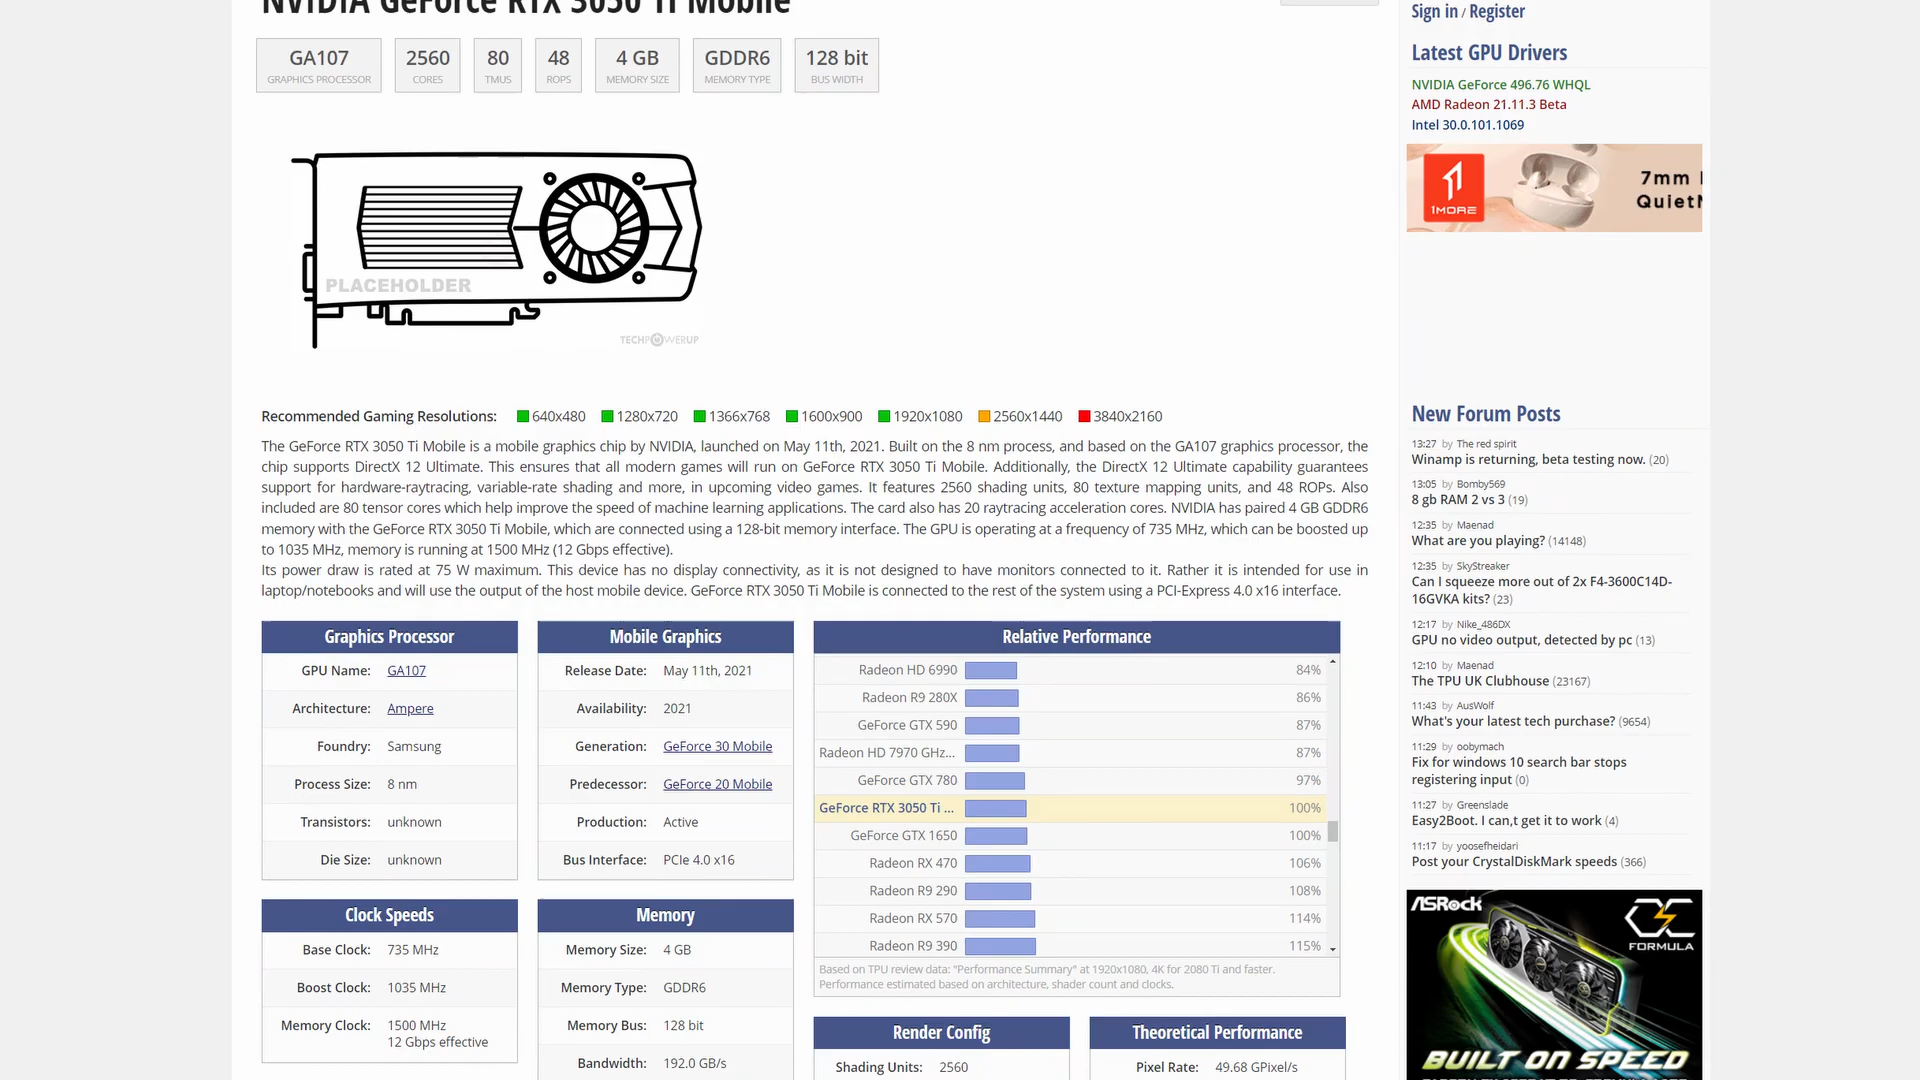 NVIDIA GeForce RTX 3050 Ti Mobile
GA107
GRAPHICS PROCESSOR
2560
CORES
80
TMUS
48
ROPS
4 GB
MEMORY SIZE
GDDR6
MEMORY TYPE
128 bit
BUS WIDTH
PLACEHOLDER
TECHPOWERUP
Recommended Gaming Resolutions: 640x480 1280x720 1366x768 1600x900 1920x1080 2560x1440 3840x2160
The GeForce RTX 3050 Ti Mobile is a mobile graphics chip by NVIDIA, launched on May 11th, 2021. Built on the 8 nm process, and based on the GA107 graphics processor, the
chip supports DirectX 12 Ultimate. This ensures that all modern games will run on GeForce RTX 3050 Ti Mobile. Additionally, the DirectX 12 Ultimate capability guarantees
support for hardware-raytracing, variable-rate shading and more, in upcoming video games. It features 2560 shading units, 80 texture mapping units, and 48 ROPs. Also
included are 80 tensor cores which help improve the speed of machine learning applications. The card also has 20 raytracing acceleration cores. NVIDIA has paired 4 GB GDDR6
memory with the GeForce RTX 3050 Ti Mobile, which are connected using a 128-bit memory interface. The GPU is operating at a frequency of 735 MHz, which can be boosted up
to 1035 MHz, memory is running at 1500 MHz (12 Gbps effective).
Its power draw is rated at 75 W maximum. This device has no display connectivity, as it is not designed to have monitors connected to it. Rather it is intended for use in
laptop/notebooks and will use the output of the host mobile device. GeForce RTX 3050 Ti Mobile is connected to the rest of the system using a PCI-Express 4.0 x16 interface.
Graphics Processor
GPU Name: GA107
Architecture: Ampere
Foundry: Samsung
Process Size: 8 nm
Transistors: unknown
Die Size: unknown
Mobile Graphics
Release Date: May 11th, 2021
Availability: 2021
Generation: GeForce 30 Mobile
Predecessor: GeForce 20 Mobile
Production: Active
Bus Interface: PCIe 4.0 x16
Relative Performance
Radeon HD 6990 84%
Radeon R9 280X 86%
GeForce GTX 590 87%
Radeon HD 7970 GHz... 87%
GeForce GTX 780 97%
GeForce RTX 3050 Ti ... 100%
GeForce GTX 1650 100%
Radeon RX 470 106%
Radeon R9 290 108%
Radeon RX 570 114%
Radeon R9 390 115%
Based on TPU review data: "Performance Summary" at 1920x1080, 4K for 2080 Ti and faster.
Performance estimated based on architecture, shader count and clocks.
Clock Speeds
Base Clock: 735 MHz
Boost Clock: 1035 MHz
Memory Clock: 1500 MHz
12 Gbps effective
Memory
Memory Size: 4 GB
Memory Type: GDDR6
Memory Bus: 128 bit
Bandwidth: 192.0 GB/s
Render Config
Shading Units: 2560
Theoretical Performance
Pixel Rate: 49.68 GPixel/s
Sign in / Register
Latest GPU Drivers
NVIDIA GeForce 496.76 WHQL
AMD Radeon 21.11.3 Beta
Intel 30.0.101.1069
1MORE
7mm
Quiet
New Forum Posts
13:27 by The red spirit
Winamp is returning, beta testing now. (20)
13:05 by Bomby569
8 gb RAM 2 vs 3 (19)
12:35 by Maenad
What are you playing? (14148)
12:35 by SkyStreaker
Can I squeeze more out of 2x F4-3600C14D-
16GVKA kits? (23)
12:17 by Nike_486DX
GPU no video output, detected by pc (13)
12:10 by Maenad
The TPU UK Clubhouse (23167)
11:43 by AusWolf
What's your latest tech purchase? (9654)
11:29 by oobymach
Fix for windows 10 search bar stops
registering input (0)
11:27 by Greenslade
Easy2Boot. I can,t get it to work (4)
11:17 by yoosefheidari
Post your CrystalDiskMark speeds (366)
ASRock
OC
FORMULA
BUILT ON SPEED